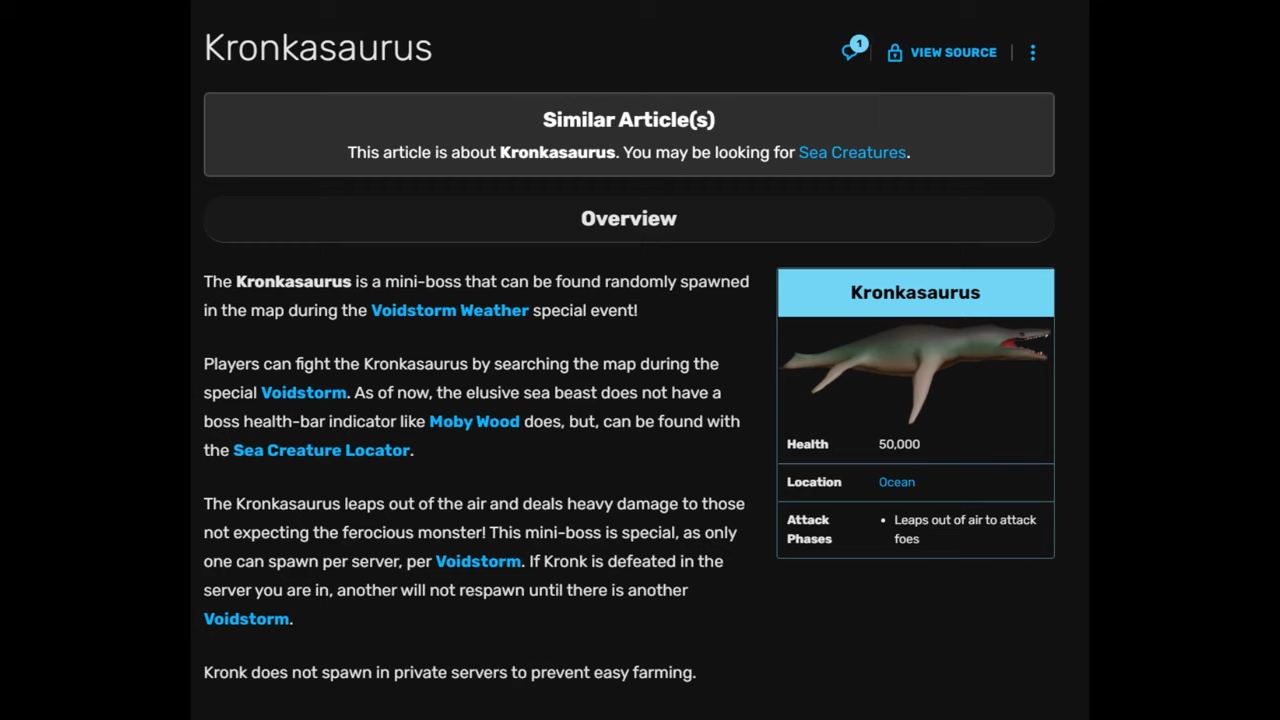 Kronkasaurus
1
VIEW SOURCE
Similar Article(s)
This article is about Kronkasaurus. You may be looking for Sea Creatures.
Overview
The Kronkasaurus is a mini-boss that can be found randomly spawned
in the map during the Voidstorm Weather special event!
Players can fight the Kronkasaurus by searching the map during the
special Voidstorm. As of now, the elusive sea beast does not have a
boss health-bar indicator like Moby Wood does, but, can be found with
the Sea Creature Locator.
The Kronkasaurus leaps out of the air and deals heavy damage to those
not expecting the ferocious monster! This mini-boss is special, as only
one can spawn per server, per Voidstorm. If Kronk is defeated in the
server you are in, another will not respawn until there is another
Voidstorm.
Kronk does not spawn in private servers to prevent easy farming.
Kronkasaurus
Health 50,000
Location Ocean
Attack Phases
• Leaps out of air to attack
foes